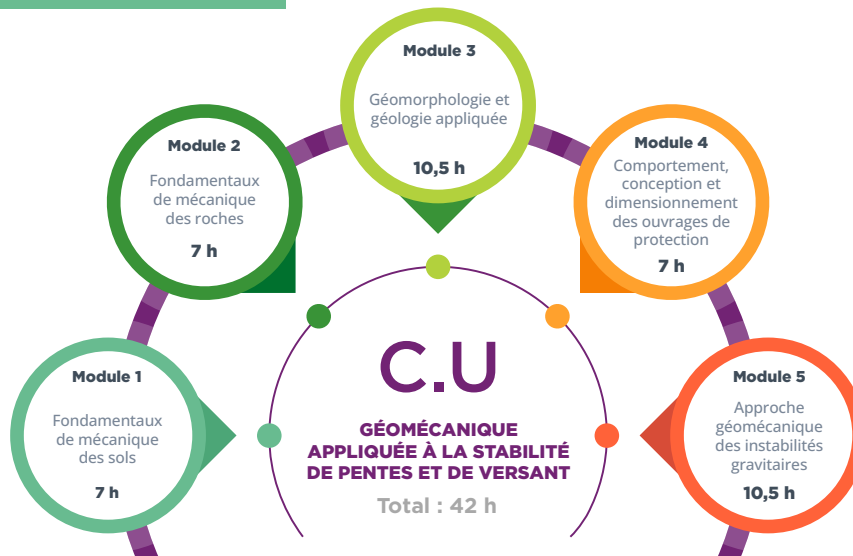 Module 3
Géomorphologie et
géologie appliquée
10,5 h
Module 2
Fondamentaux
de mécanique
des roches
7 h
Module 4
Comportement,
conception et
dimensionnement
des ouvrages de
protection
7 h
Module 1
Fondamentaux
de mécanique
des sols
7 h
C.U
GÉOMÉCANIQUE
APPLIQUÉE À LA STABILITÉ
DE PENTES ET DE VERSANT
Total : 42 h
Module 5
Approche
géomécanique
des instabilités
gravitaires
10,5 h